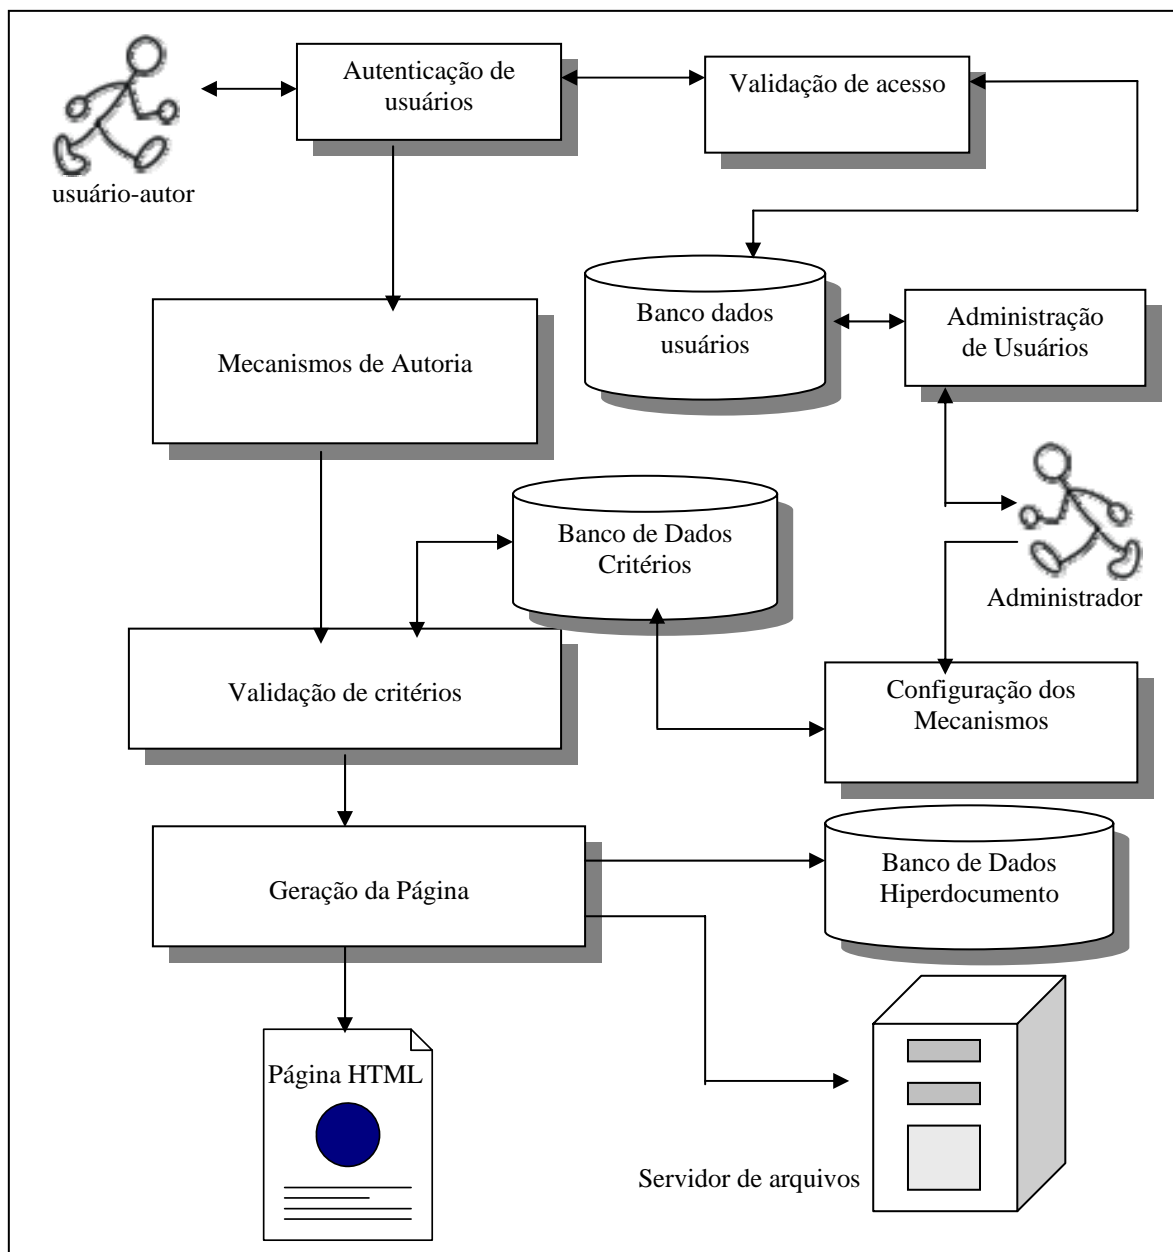 Autenticação de
usuários
Validação de acesso
usuário-autor
Banco dados
usuários
Administração
de Usuários
Mecanismos de Autoria
Banco de Dados
Critérios
Administrador
Validação de critérios
Configuração dos
Mecanismos
Geração da Página
Banco de Dados
Hiperdocumento
Página HTML
Servidor de arquivos